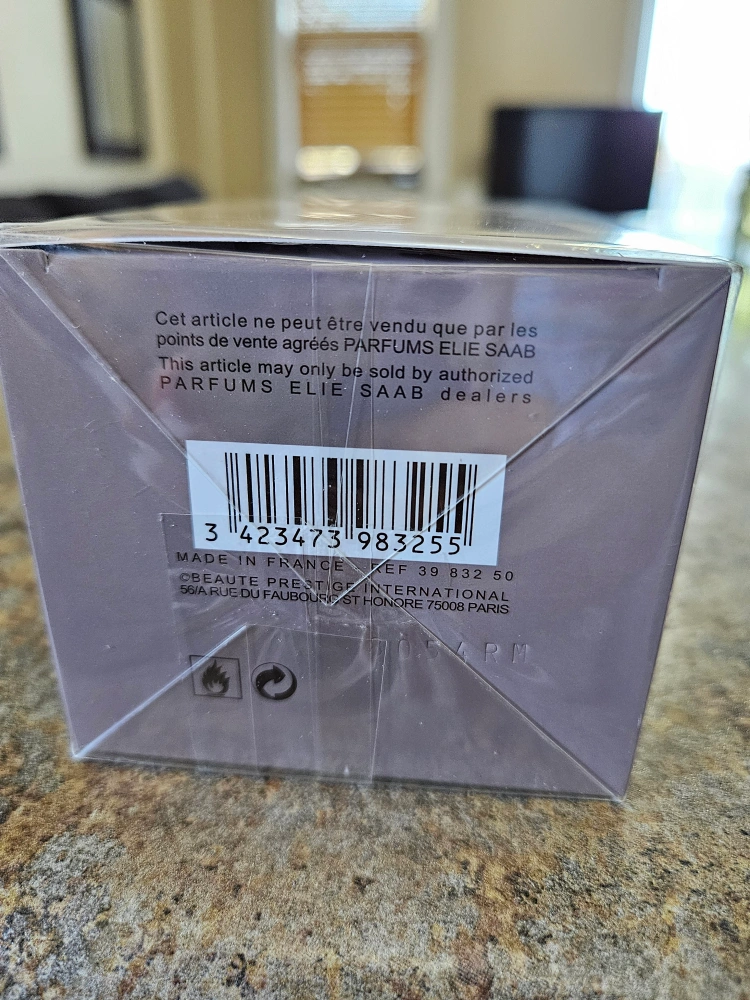 Cet article ne peut être vendu que par les
points de vente agréés PARFUMS ELIE SAAB
This article may only be sold by authorized
PARFUMS ELIE SAAB dealers
3 423473 983255
MADE IN FRANCE REF 39 832 50
©BEAUTE PRESTIGE INTERNATIONAL
56/A RUE DU FAUBOURG ST HONORE 75008 PARIS